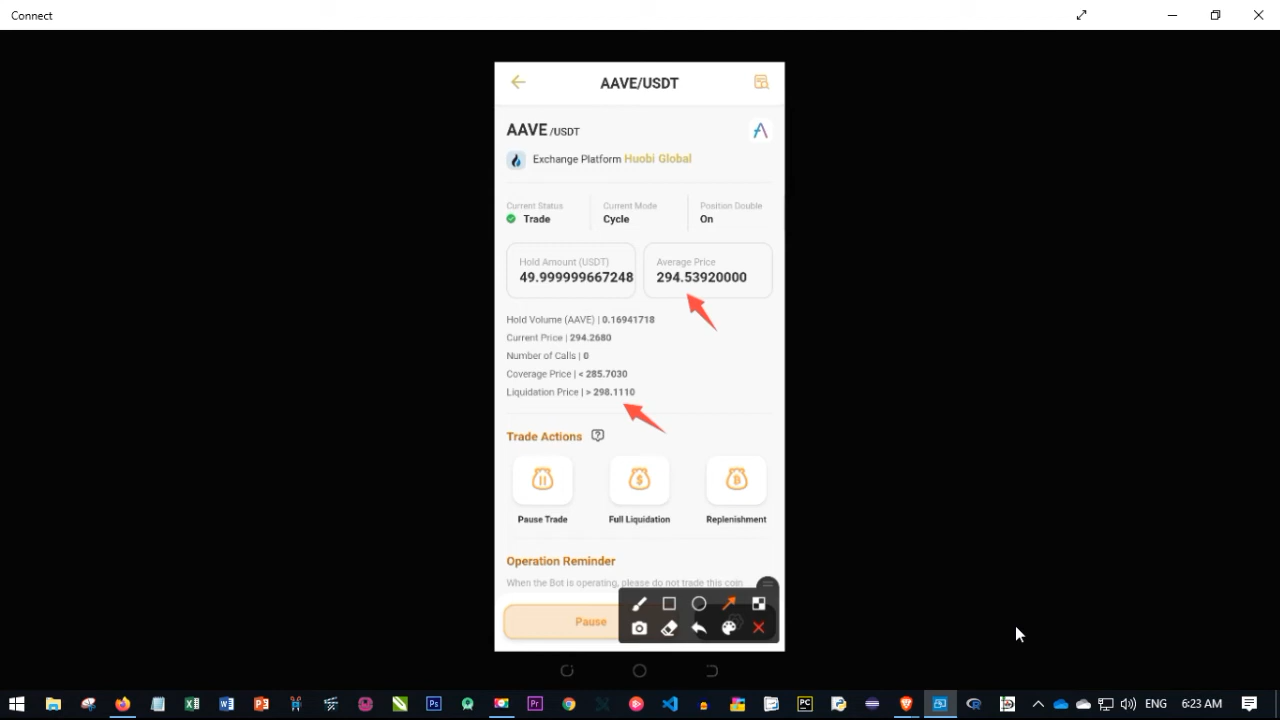 Connect
AAVE/USDT
AAVE /USDT
Exchange Platform Huobi Global
Current Status Current Mode Position Double
Trade Cycle On
Hold Amount (USDT) Average Price
49.999999667248 294.53920000
Hold Volume (AAVE) | 0.16941718
Current Price | 294.2680
Number of Calls | 0
Coverage Price | < 285.7030
Liquidation Price | > 298.1110
Trade Actions
Pause Trade Full Liquidation Replenishment
Operation Reminder
When the Bot is operating, please do not trade this coin
Pause
ENG 6:23 AM